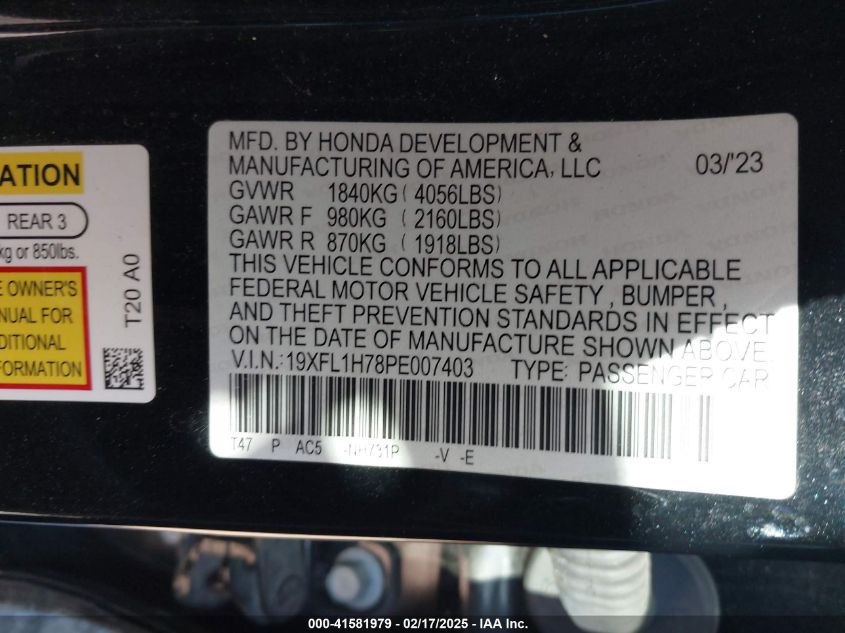 ATION
REAR 3
kg or 850lbs.
E OWNER'S
NUAL FOR
DITIONAL
FORMATION
T20 A0
MFD. BY HONDA DEVELOPMENT &
MANUFACTURING OF AMERICA, LLC 03/'23
GVWR 1840KG ( 4056LBS)
GAWR F 980KG ( 2160LBS)
GAWR R 870KG ( 1918LBS)
THIS VEHICLE CONFORMS TO ALL APPLICABLE
FEDERAL MOTOR VEHICLE SAFETY , BUMPER ,
AND THEFT PREVENTION STANDARDS IN EFFECT
ON THE DATE OF MANUFACTURE SHOWN ABOVE.
V.I.N.: 19XFL1H78PE007403 TYPE: PASSENGER CAR
T47 P AC5 -NH731P -V -E
000-41581979 - 02/17/2025 - IAA Inc.